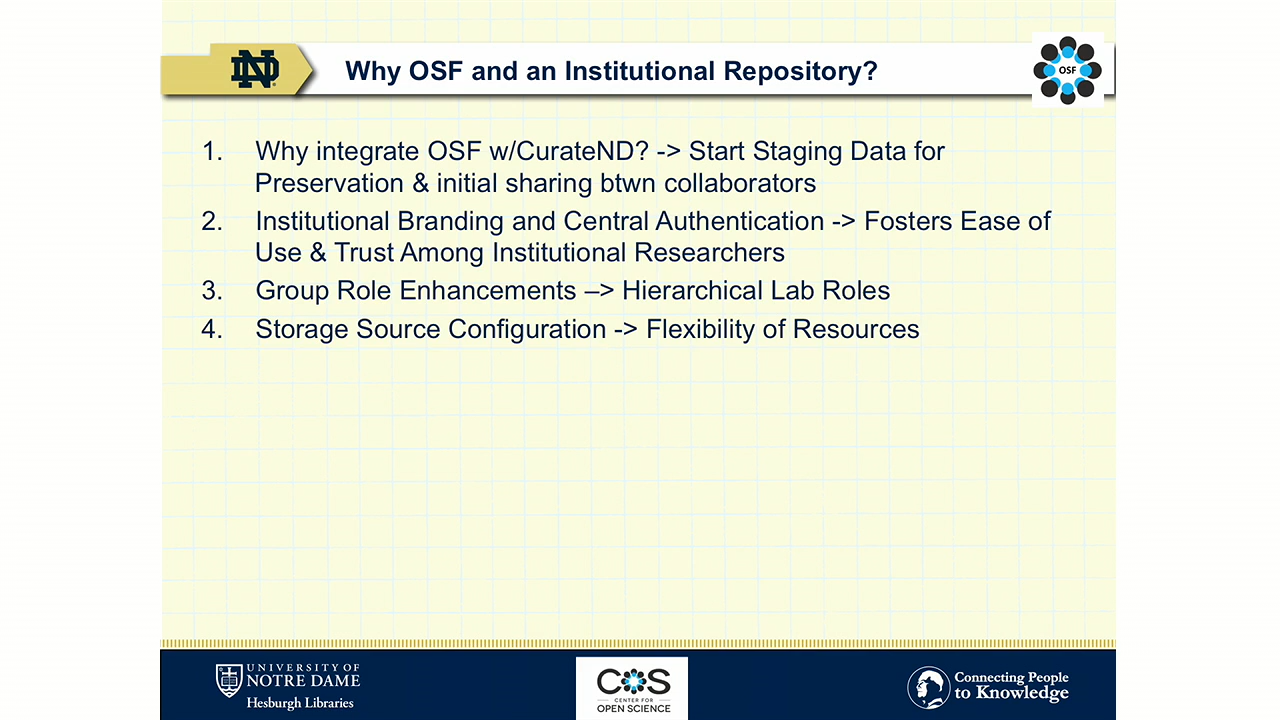 ND
Why OSF and an Institutional Repository?
OSF
1. Why integrate OSF w/CurateND? -> Start Staging Data for
Preservation & initial sharing btwn collaborators
2. Institutional Branding and Central Authentication -> Fosters Ease of
Use & Trust Among Institutional Researchers
3. Group Role Enhancements –> Hierarchical Lab Roles
4. Storage Source Configuration -> Flexibility of Resources
UNIVERSITY OF
NOTRE DAME
Hesburgh Libraries
COS
CENTER FOR
OPEN SCIENCE
Connecting People
to Knowledge